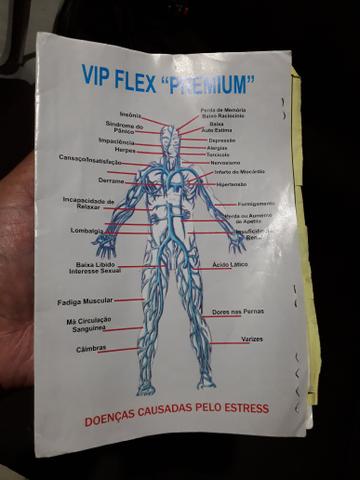 VIP FLEX "PREMIUM"
Insônia
Síndrome do
Pânico
Impaciência
Herpes
Cansaço/Insatisfação
Derrame
Incapacidade de
Relaxar
Lombalgia
Baixa Libido
Interesse Sexual
Fadiga Muscular
Má Circulação
Sanguínea
Câimbras
Perda de Memória
Baixo Raciocínio
Baixa
Auto Estima
Depressão
Alergias
Torcicolo
Nervosismo
Infarto do Miocárdio
Hipertensão
Formigamento
Perda ou Aumento
de Apetite
Insuficiência
Renal
Ácido Lático
Dores nas Pernas
Varizes
DOENÇAS CAUSADAS PELO ESTRESS